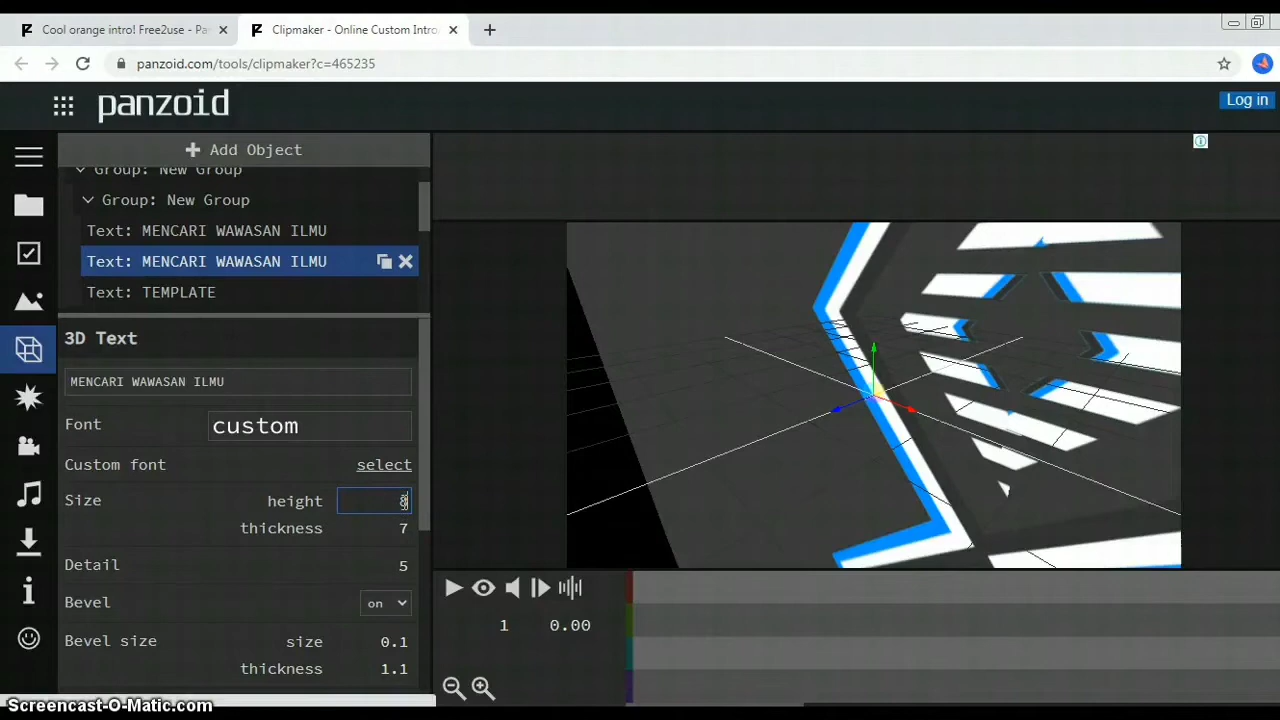 Cool orange intro! Free2use - Pa
Clipmaker - Online Custom Intro
panzoid.com/tools/clipmaker?c=465235
panzoid
Log in
Add Object
Group: New Group
Group: New Group
Text: MENCARI WAWASAN ILMU
Text: MENCARI WAWASAN ILMU
Text: TEMPLATE
3D Text
MENCARI WAWASAN ILMU
Font custom
Custom font select
Size height 8
thickness 7
Detail 5
Bevel on
Bevel size size 0.1
thickness 1.1
1 0.00
Screencast-O-Matic.com